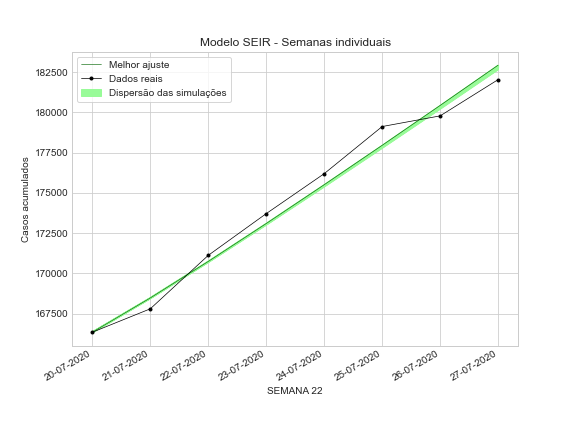 Modelo SEIR - Semanas individuais
Melhor ajuste
Dados reais
Dispersão das simulações
Casos acumulados
182500
180000
177500
175000
172500
170000
167500
20-07-2020
21-07-2020
22-07-2020
23-07-2020
24-07-2020
25-07-2020
26-07-2020
27-07-2020
SEMANA 22